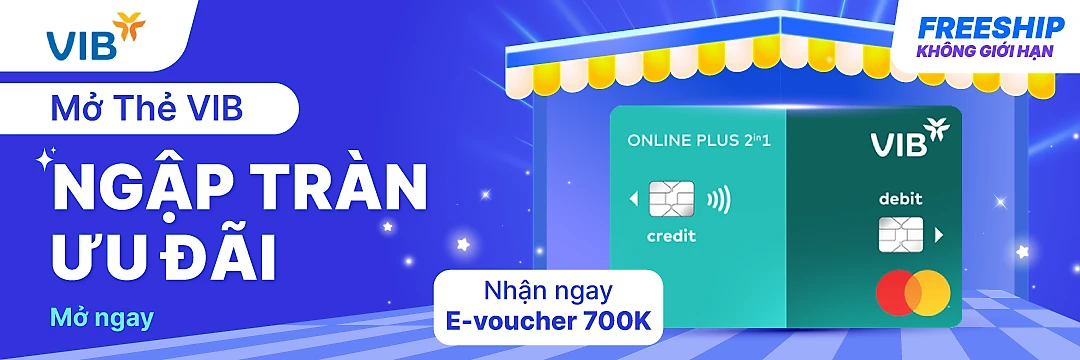 VIB
FREESHIP
KHÔNG GIỚI HẠN
Mở Thẻ VIB
NGẬP TRÀN
ƯU ĐÃI
Mở ngay
ONLINE PLUS 2in1
VIB
debit
credit
Nhận ngay
E-voucher 700K